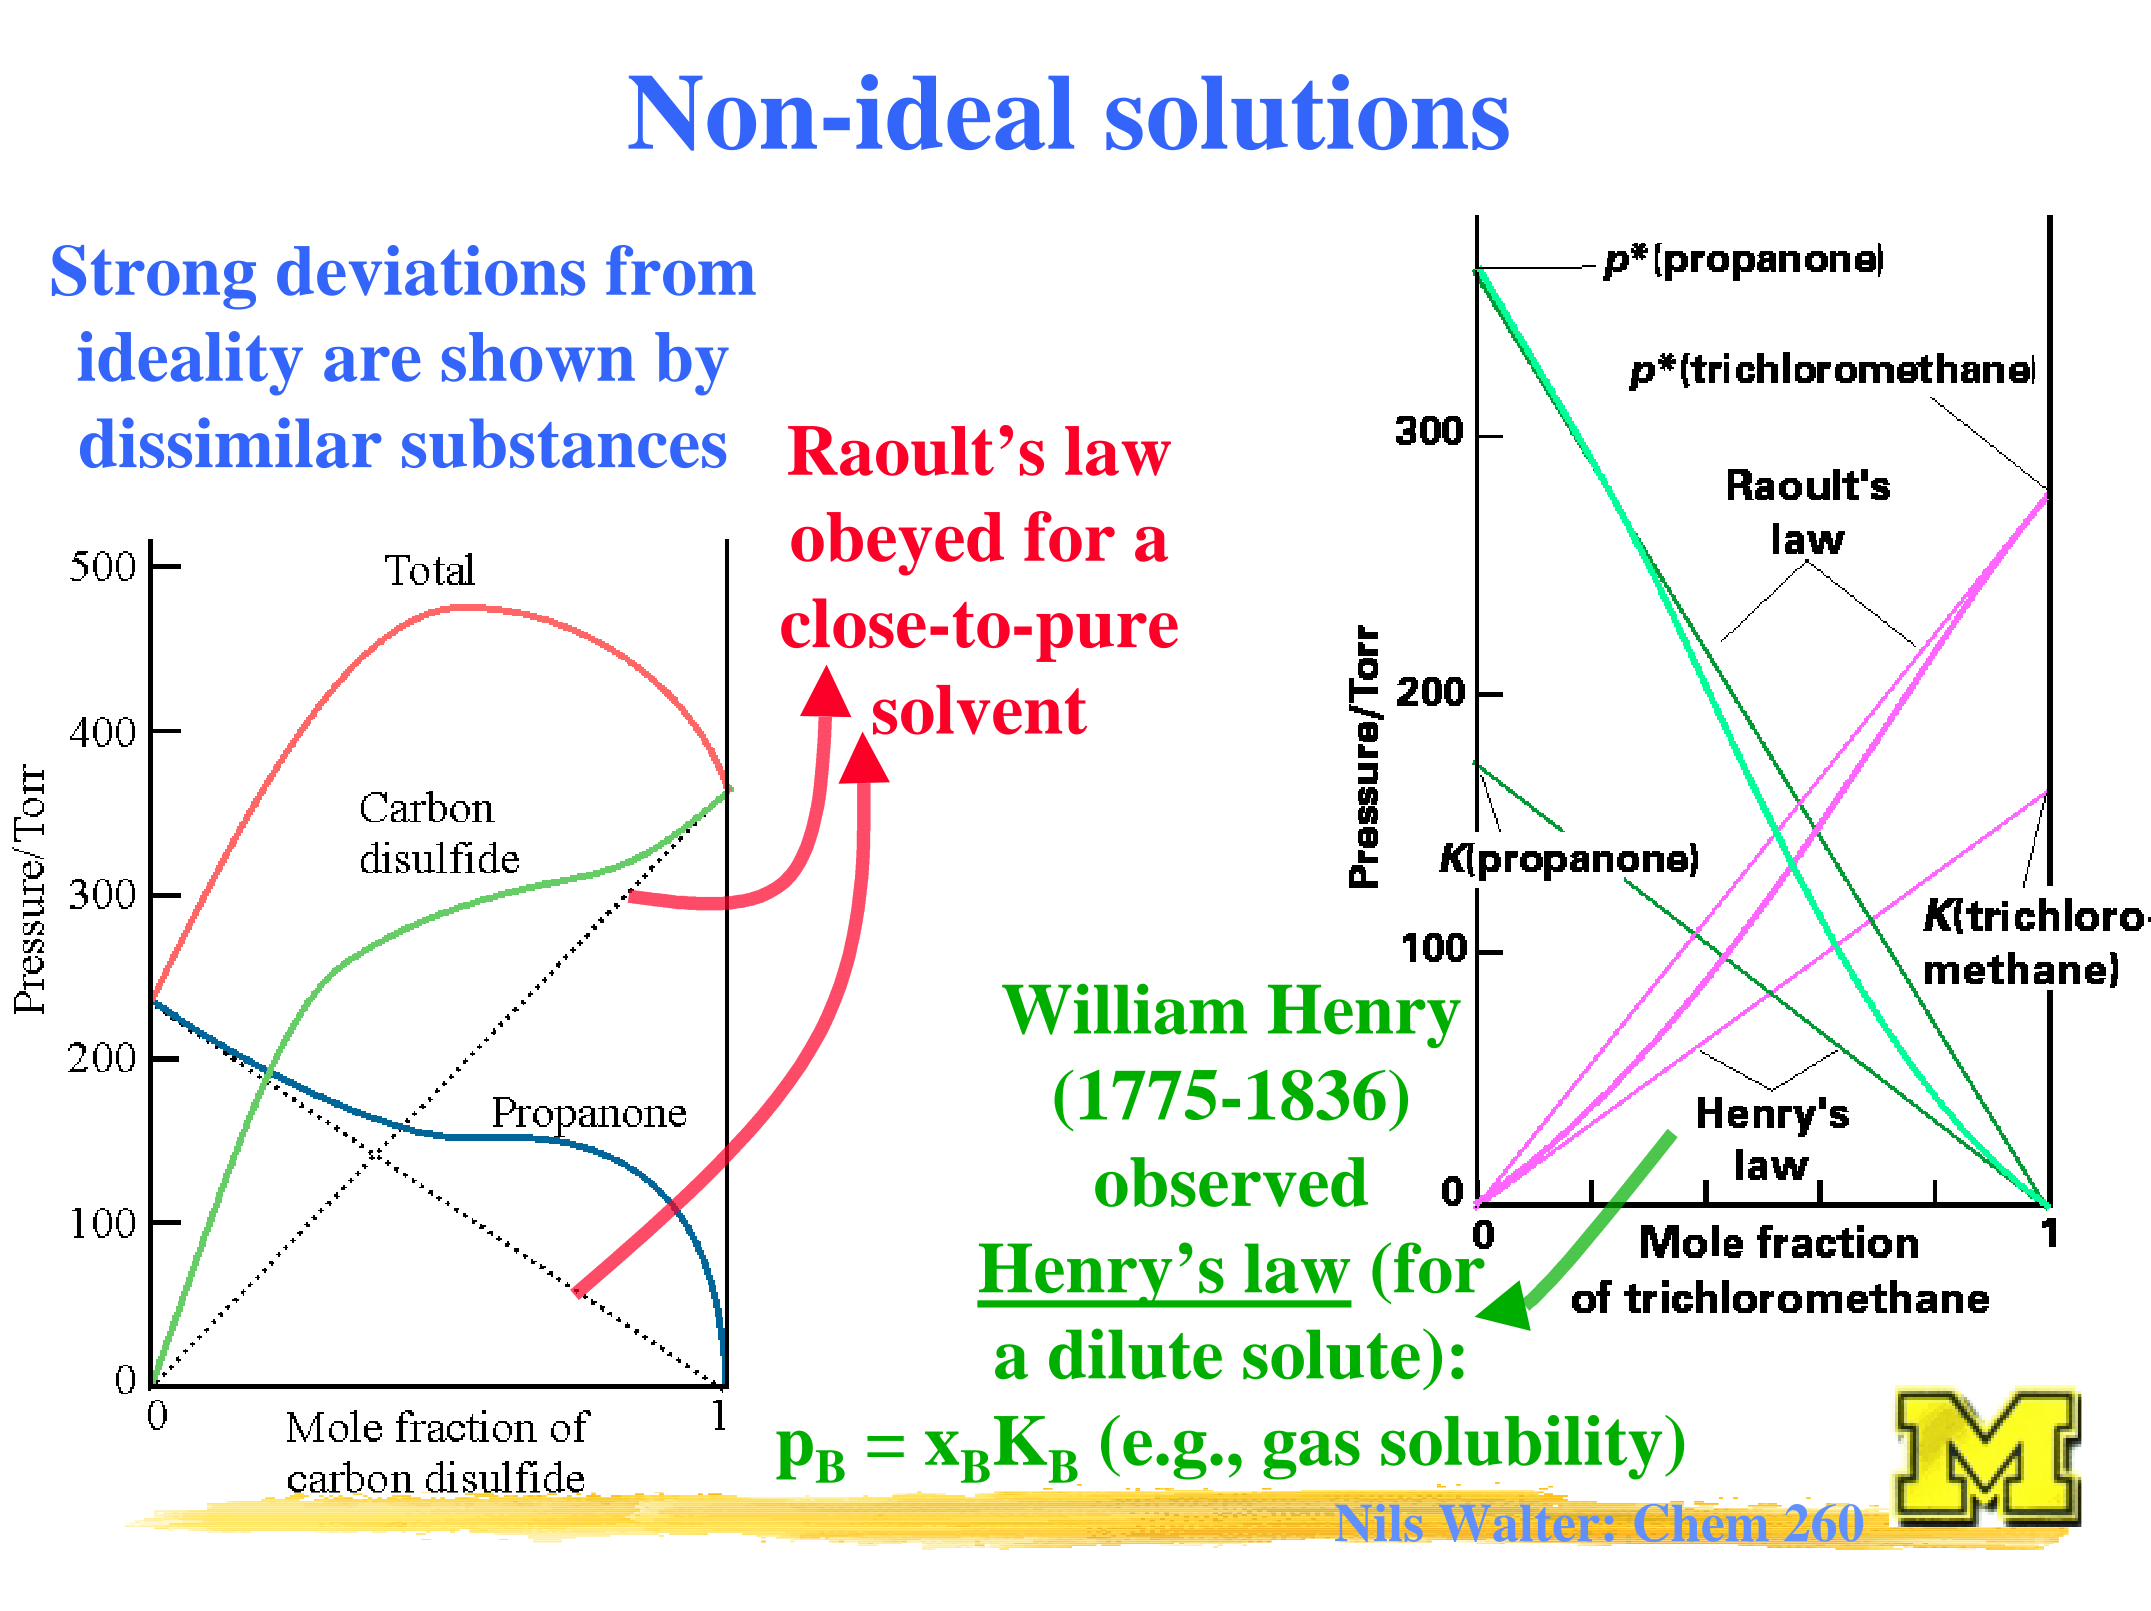 Non-ideal solutions
Strong deviations from
ideality are shown by
dissimilar substances
Raoult’s law
obeyed for a
close-to-pure
solvent
500
400
300
200
100
0
Pressure/Torr
Total
Carbon
disulfide
Propanone
0
1
Mole fraction of
carbon disulfide
William Henry
(1775-1836)
observed
Henry’s law (for
a dilute solute):
pB = xBKB (e.g., gas solubility)
p*(propanone)
p*(trichloromethane)
300
Raoult's
law
200
Pressure/Torr
K(propanone)
K(trichloro-
methane)
100
Henry's
law
0
0
1
Mole fraction
of trichloromethane
Nils Walter: Chem 260
M